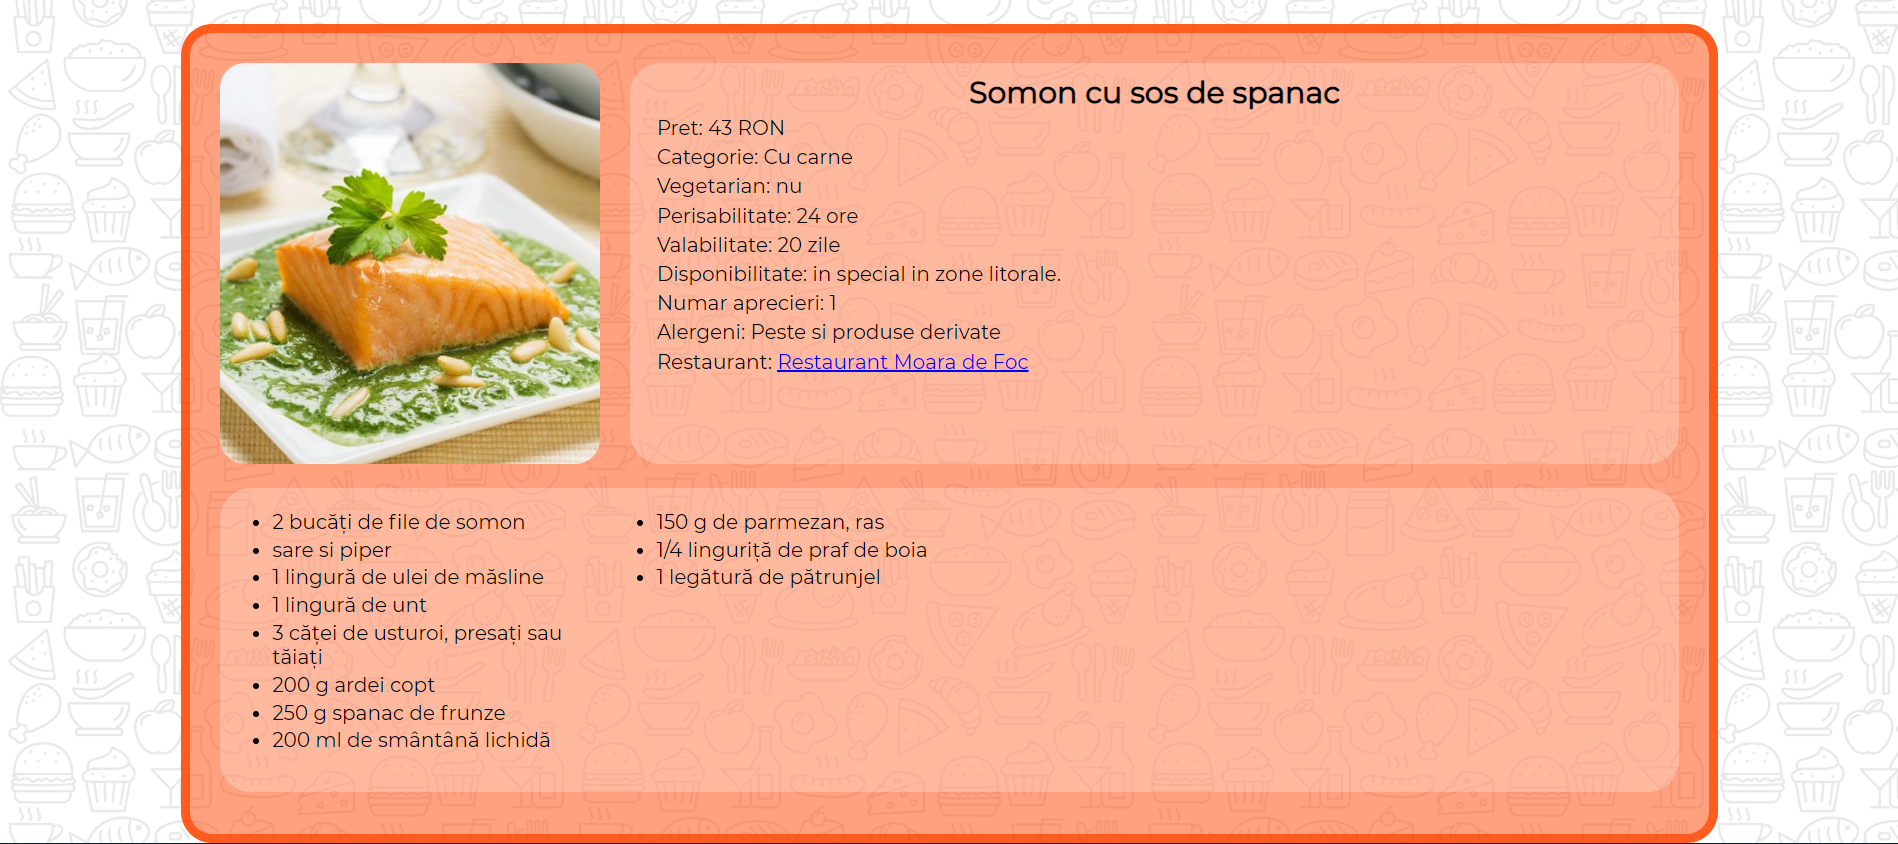 Somon cu sos de spanac
Pret: 43 RON
Categorie: Cu carne
Vegetarian: nu
Perisabilitate: 24 ore
Valabilitate: 20 zile
Disponibilitate: in special in zone litorale.
Numar aprecieri: 1
Alergeni: Peste si produse derivate
Restaurant: Restaurant Moara de Foc
2 bucăți de file de somon
sare si piper
1 lingură de ulei de măsline
1 lingură de unt
3 căței de usturoi, presați sau
tăiați
200 g ardei copt
250 g spanac de frunze
200 ml de smântână lichidă
150 g de parmezan, ras
1/4 linguriță de praf de boia
1 legătură de pătrunjel